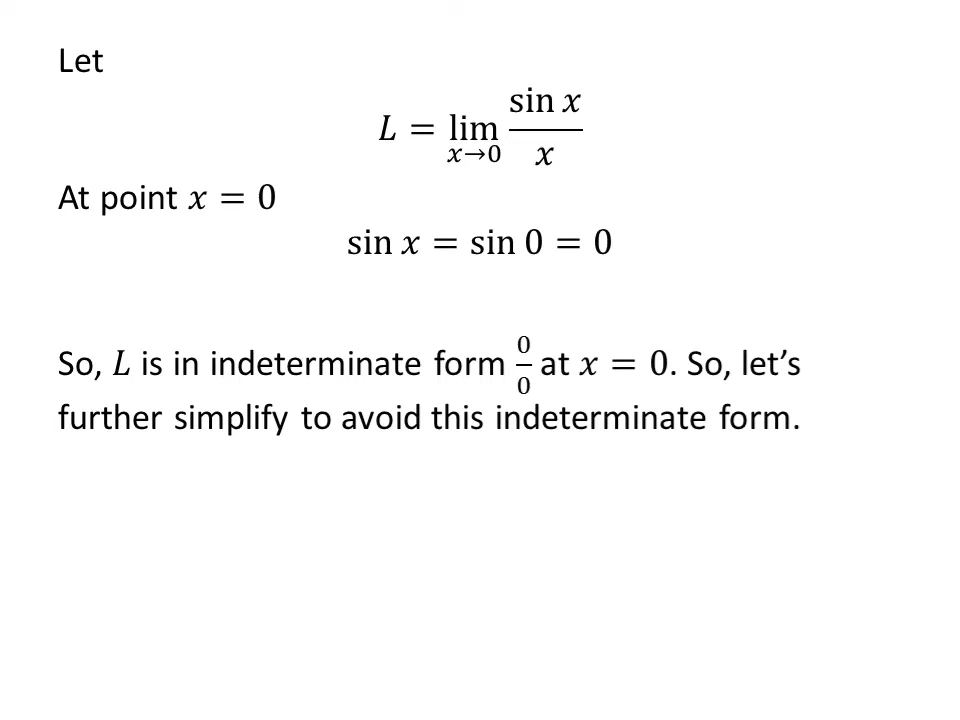 Let
L = lim x→0 sin x / x
At point x = 0
sin x = sin 0 = 0
So, L is in indeterminate form 0/0 at x = 0. So, let’s
further simplify to avoid this indeterminate form.